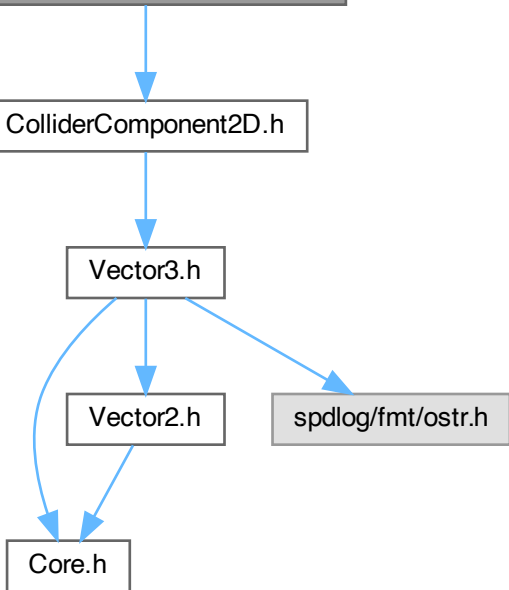 ColliderComponent2D.h
Vector3.h
Vector2.h
spdlog/fmt/ostr.h
Core.h